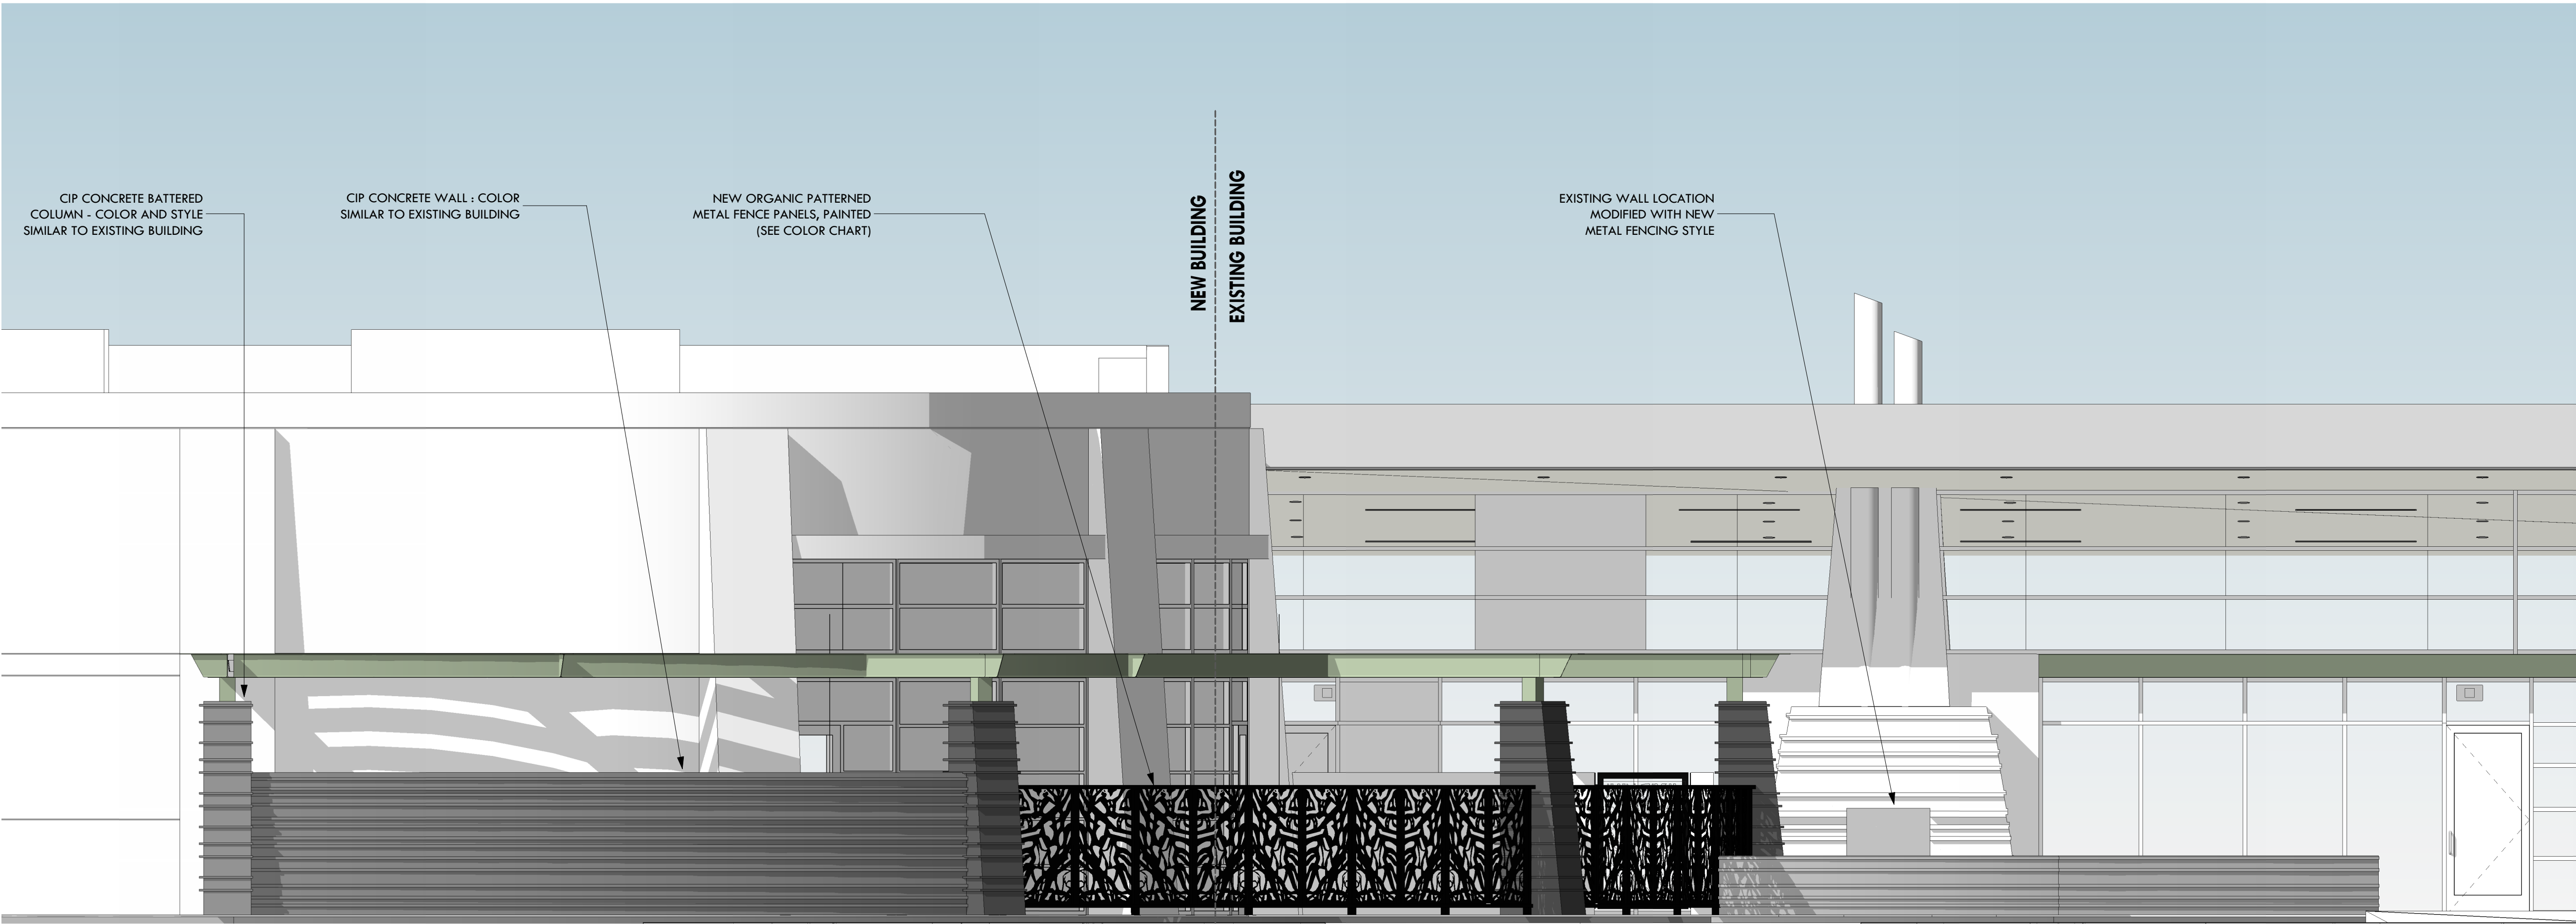 CIP CONCRETE BATTERED
COLUMN - COLOR AND STYLE
SIMILAR TO EXISTING BUILDING
CIP CONCRETE WALL : COLOR
SIMILAR TO EXISTING BUILDING
NEW ORGANIC PATTERNED
METAL FENCE PANELS, PAINTED
(SEE COLOR CHART)
NEW BUILDING
EXISTING BUILDING
EXISTING WALL LOCATION
MODIFIED WITH NEW
METAL FENCING STYLE